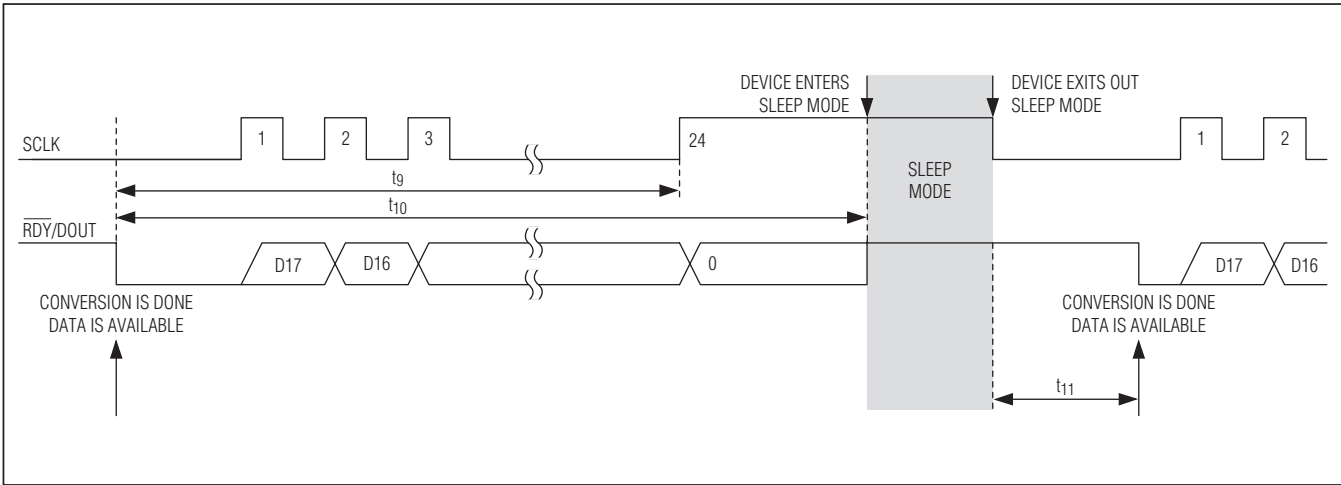 DEVICE ENTERS
SLEEP MODE
DEVICE EXITS OUT
SLEEP MODE
SCLK
1
2
3
24
SLEEP
MODE
1
2
t9
t10
RDY/DOUT
D17
D16
0
D17
D16
CONVERSION IS DONE
DATA IS AVAILABLE
CONVERSION IS DONE
DATA IS AVAILABLE
t11